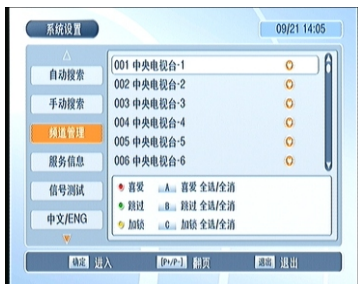 系统设置 09/21 14:05
自动搜索
手动搜索
频道管理
服务信息
信号测试
中文/ENG
001 中央电视台-1
002 中央电视台-2
003 中央电视台-3
004 中央电视台-4
005 中央电视台-5
006 中央电视台-6
喜爱 A 喜爱 全选/全消
跳过 B 跳过 全选/全消
加锁 C 加锁 全选/全消
确定 进入 [P+/P-] 翻页 退出 退出